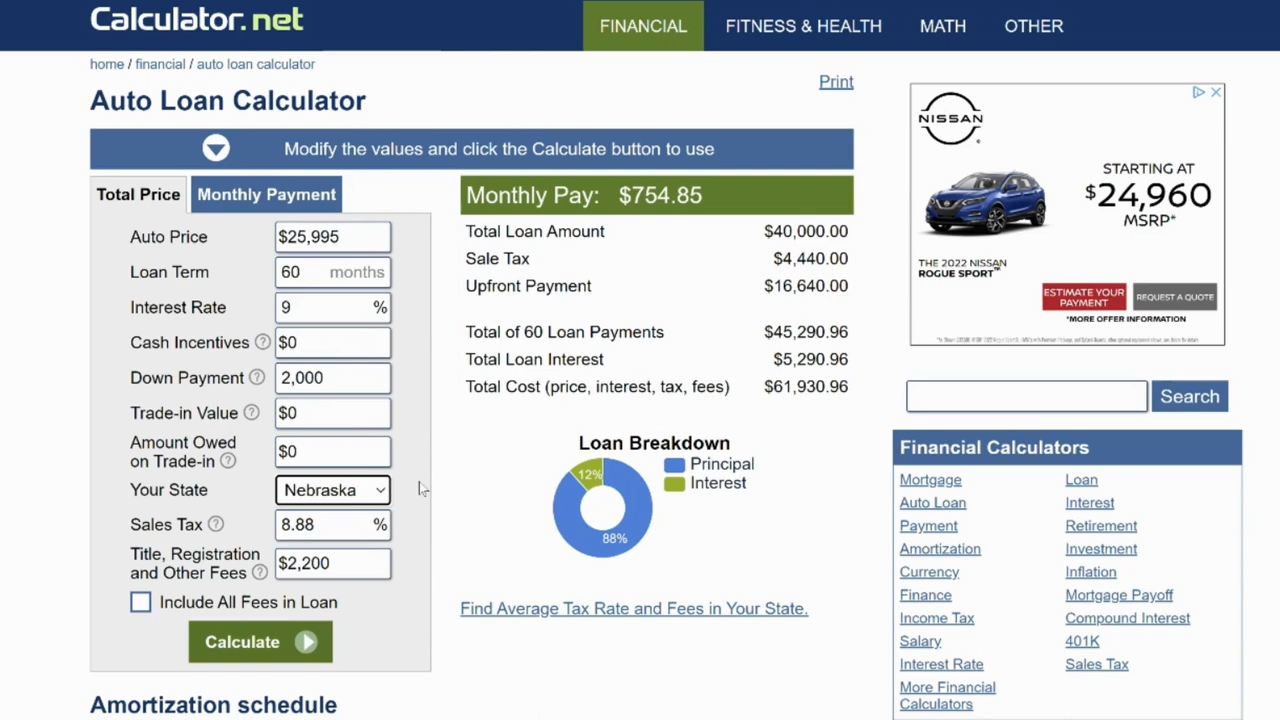 Calculator.net
FINANCIAL
FITNESS & HEALTH
MATH
OTHER
home / financial / auto loan calculator
Print
Auto Loan Calculator
Modify the values and click the Calculate button to use
Total Price
Monthly Payment
Auto Price $25,995
Loan Term 60 months
Interest Rate 9 %
Cash Incentives ? $0
Down Payment ? 2,000
Trade-in Value ? $0
Amount Owed
on Trade-in ? $0
Your State Nebraska
Sales Tax ? 8.88 %
Title, Registration
and Other Fees ? $2,200
Include All Fees in Loan
Calculate
Monthly Pay: $754.85
Total Loan Amount $40,000.00
Sale Tax $4,440.00
Upfront Payment $16,640.00
Total of 60 Loan Payments $45,290.96
Total Loan Interest $5,290.96
Total Cost (price, interest, tax, fees) $61,930.96
Loan Breakdown
Principal
Interest
12%
88%
Find Average Tax Rate and Fees in Your State.
NISSAN
STARTING AT
$24,960
MSRP*
THE 2022 NISSAN
ROGUE SPORT™
ESTIMATE YOUR
PAYMENT
REQUEST A QUOTE
*MORE OFFER INFORMATION
Search
Financial Calculators
Mortgage Loan
Auto Loan Interest
Payment Retirement
Amortization Investment
Currency Inflation
Finance Mortgage Payoff
Income Tax Compound Interest
Salary 401K
Interest Rate Sales Tax
More Financial
Calculators
Amortization schedule